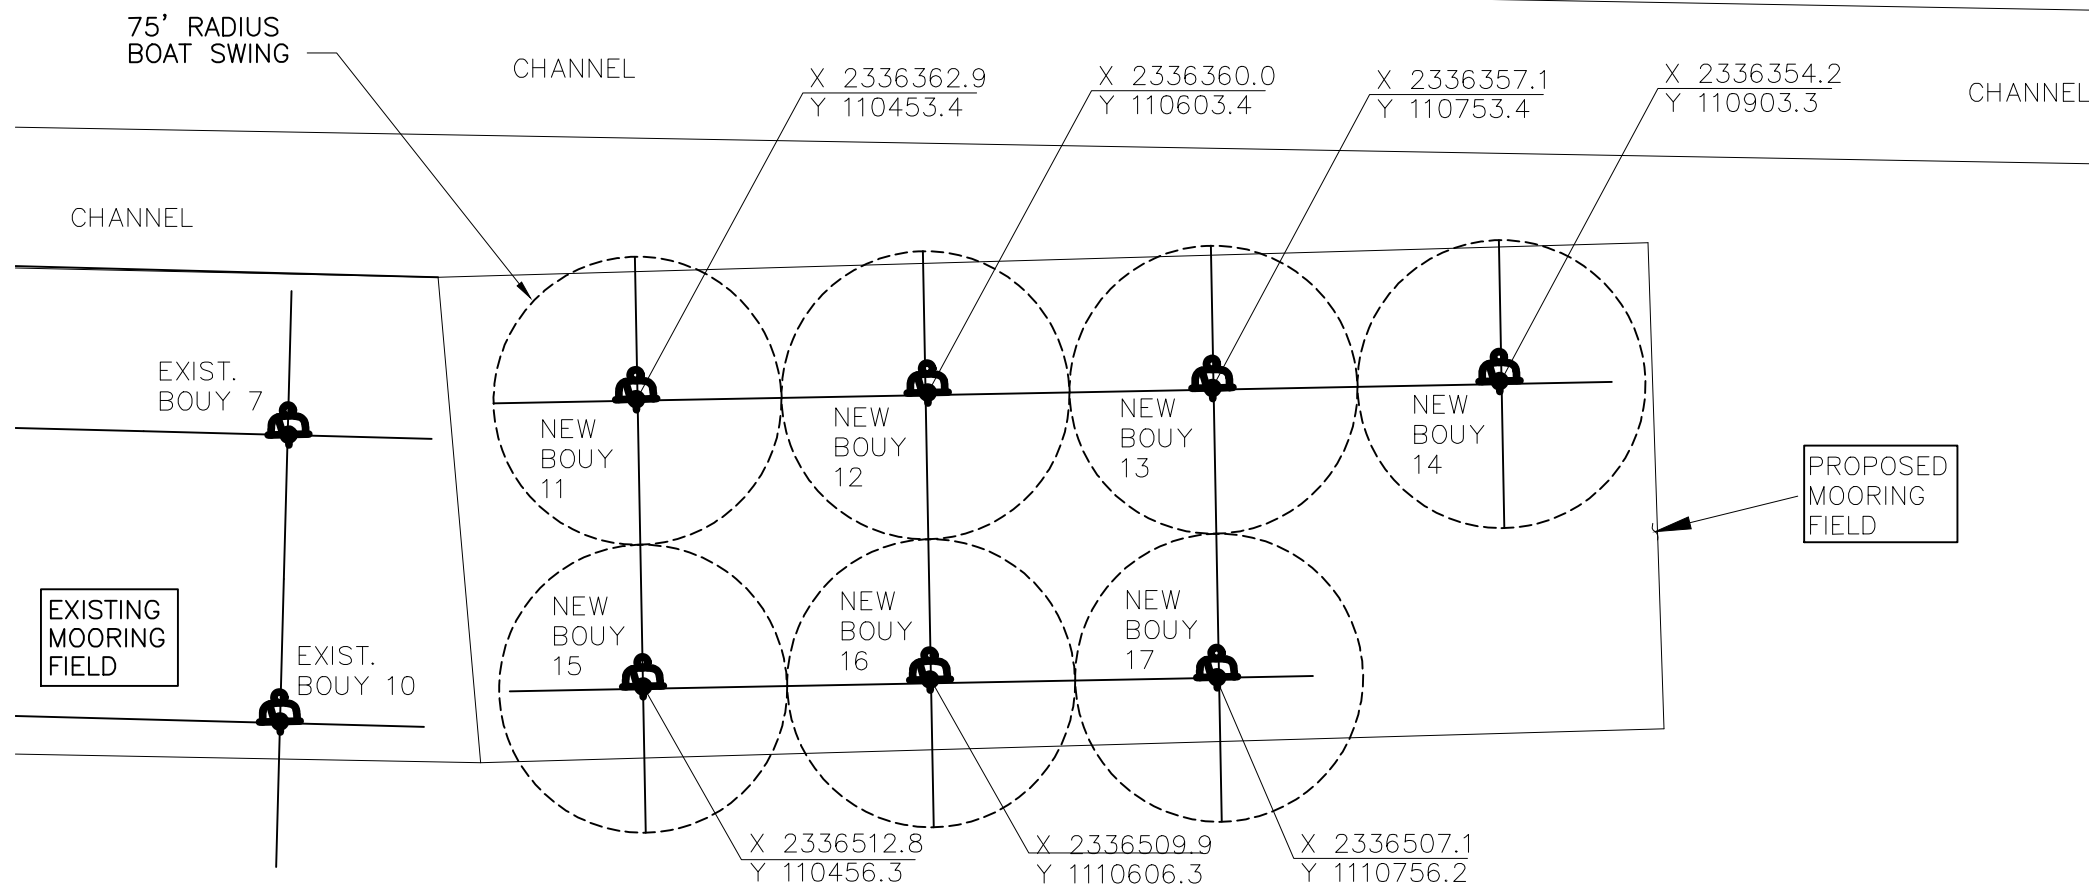 75' RADIUS
BOAT SWING
CHANNEL
X 2336362.9
Y 110453.4
X 2336360.0
Y 110603.4
X 2336357.1
Y 110753.4
X 2336354.2
Y 110903.3
CHANNEL
CHANNEL
EXIST.
BOUY 7
NEW
BOUY
11
NEW
BOUY
12
NEW
BOUY
13
NEW
BOUY
14
PROPOSED
MOORING
FIELD
EXISTING
MOORING
FIELD
EXIST.
BOUY 10
NEW
BOUY
15
NEW
BOUY
16
NEW
BOUY
17
X 2336512.8
Y 110456.3
X 2336509.9
Y 1110606.3
X 2336507.1
Y 1110756.2